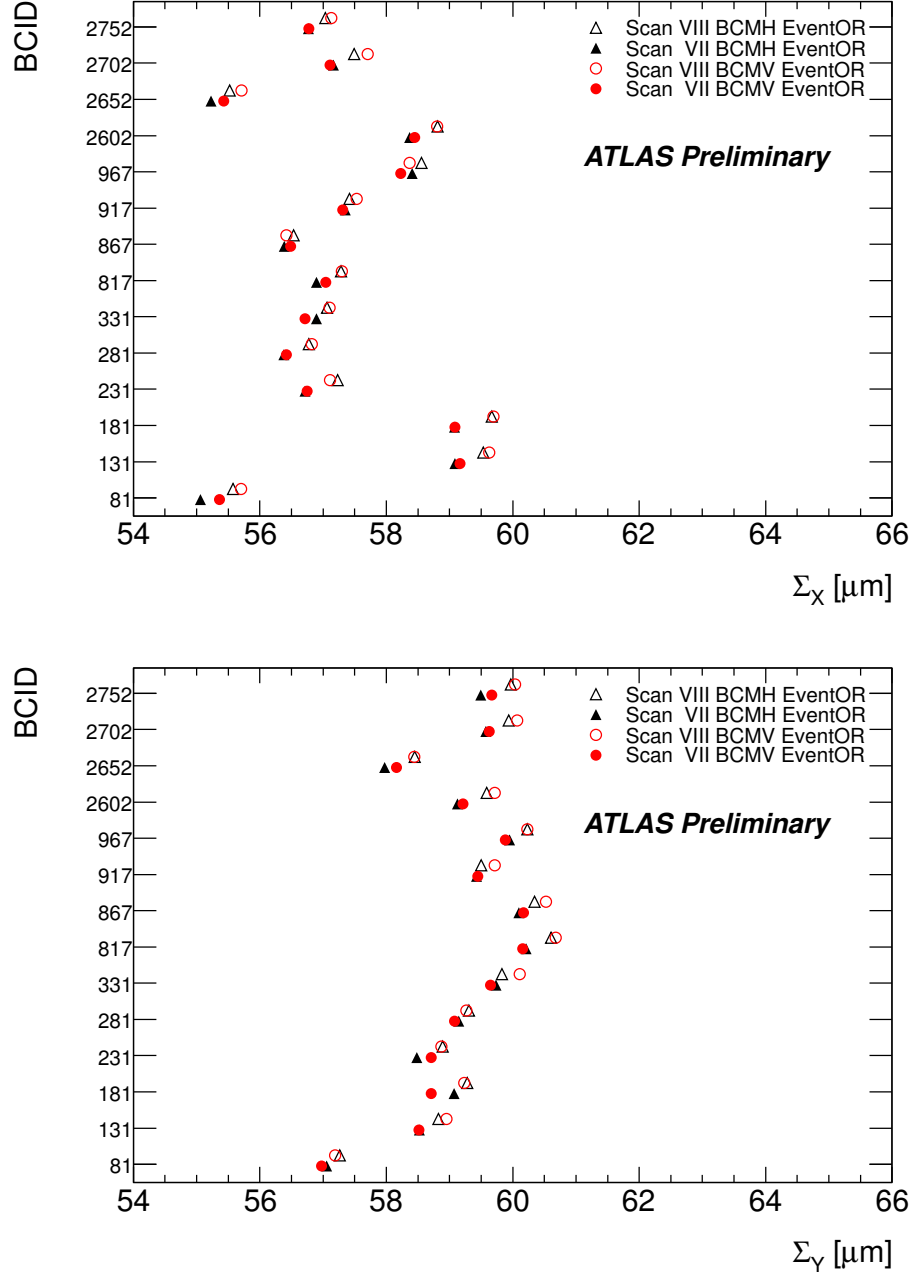 BCID
2752
2702
2652
2602
967
917
867
817
331
281
231
181
131
81
Scan VIII BCMH EventOR
Scan VII BCMH EventOR
Scan VIII BCMV EventOR
Scan VII BCMV EventOR
ATLAS Preliminary
54 56 58 60 62 64 66
Σ_X [μm]
BCID
2752
2702
2652
2602
967
917
867
817
331
281
231
181
131
81
Scan VIII BCMH EventOR
Scan VII BCMH EventOR
Scan VIII BCMV EventOR
Scan VII BCMV EventOR
ATLAS Preliminary
54 56 58 60 62 64 66
Σ_Y [μm]